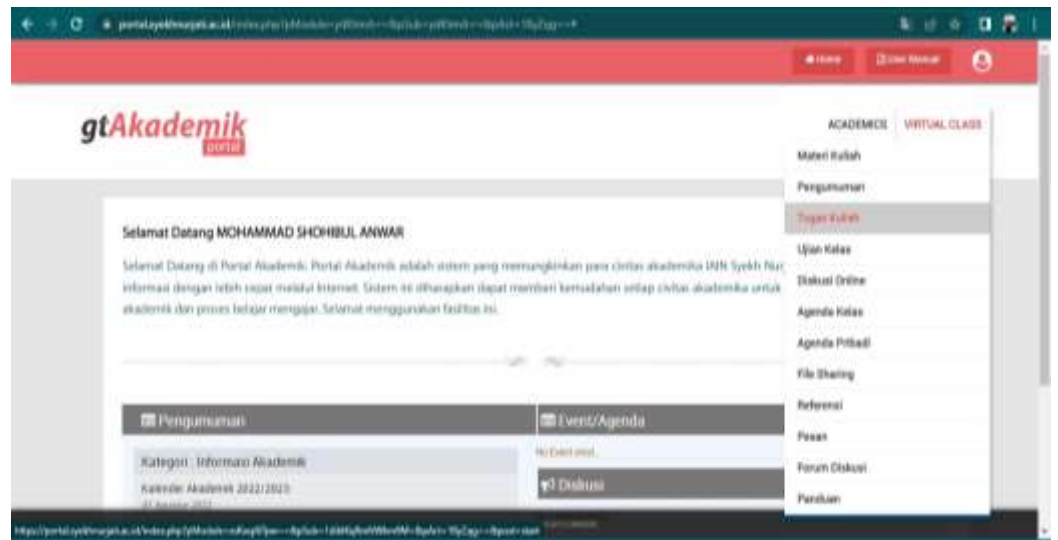 Home
User Manual
gtAkademik
portal
ACADEMICS
VIRTUAL CLASS
Materi Kuliah
Pengumuman
Tugas Kuliah
Ujian Kelas
Diskusi Online
Agenda Kelas
Agenda Pribadi
File Sharing
Referensi
Pesan
Forum Diskusi
Panduan
Selamat Datang MOHAMMAD SHOHIBUL ANWAR
Selamat Datang di Portal Akademik. Portal Akademik adalah sistem yang memungkinkan para civitas akademika IAIN Syekh Nur
informasi dengan lebih cepat melalui Internet. Sistem ini diharapkan dapat memberi kemudahan setiap civitas akademika untuk
akademik dan proses belajar mengajar. Selamat menggunakan fasilitas ini.
Pengumuman
Event/Agenda
Kategori : Informasi Akademik
Kalender Akademik 2022/2023
2022
Diskusi